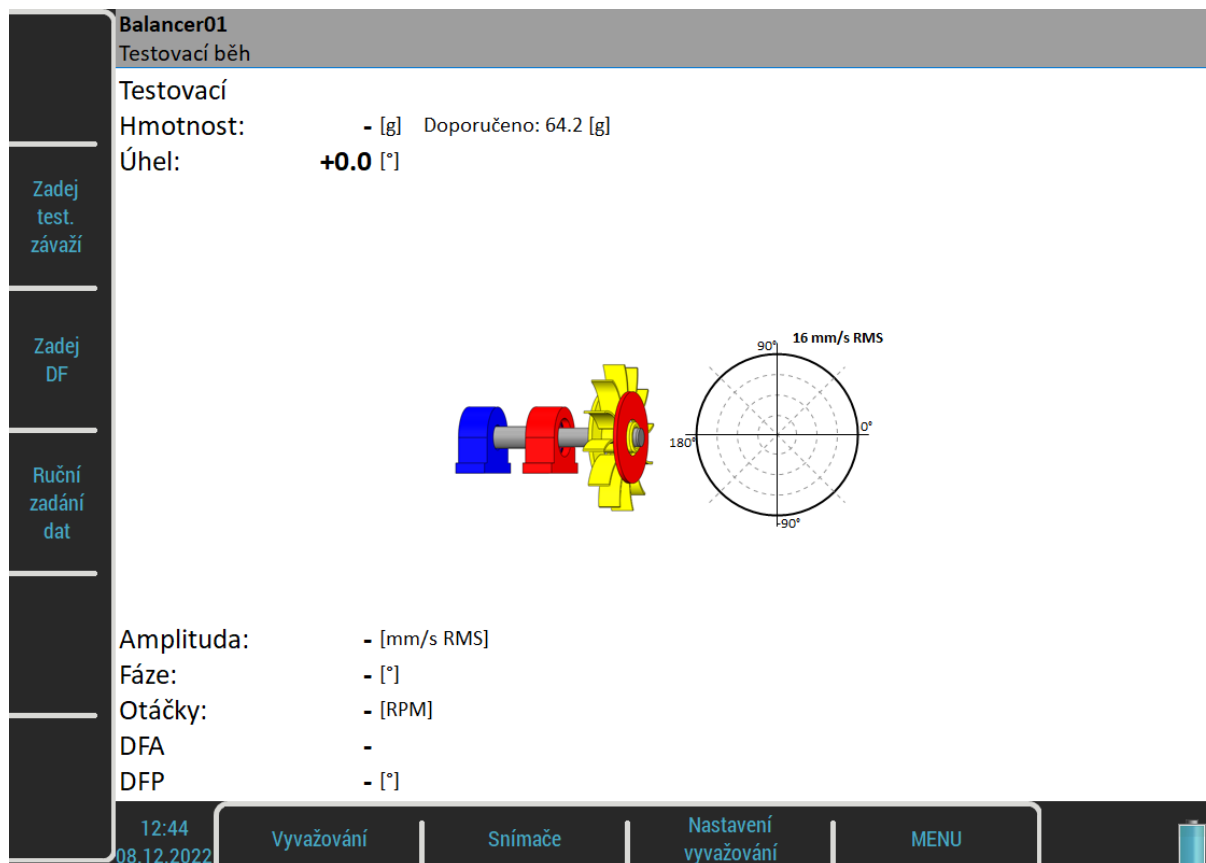 Balancer01
Testovací běh
Testovací
Hmotnost: - [g] Doporučeno: 64.2 [g]
Úhel: +0.0 [°]
Zadej
test.
závaží
Zadej
DF
Ruční
zadání
dat
16 mm/s RMS
90°
0°
180°
-90°
Amplituda: - [mm/s RMS]
Fáze: - [°]
Otáčky: - [RPM]
DFA -
DFP - [°]
12:44
08.12.2022
Vyvažování
Snímače
Nastavení
vyvažování
MENU